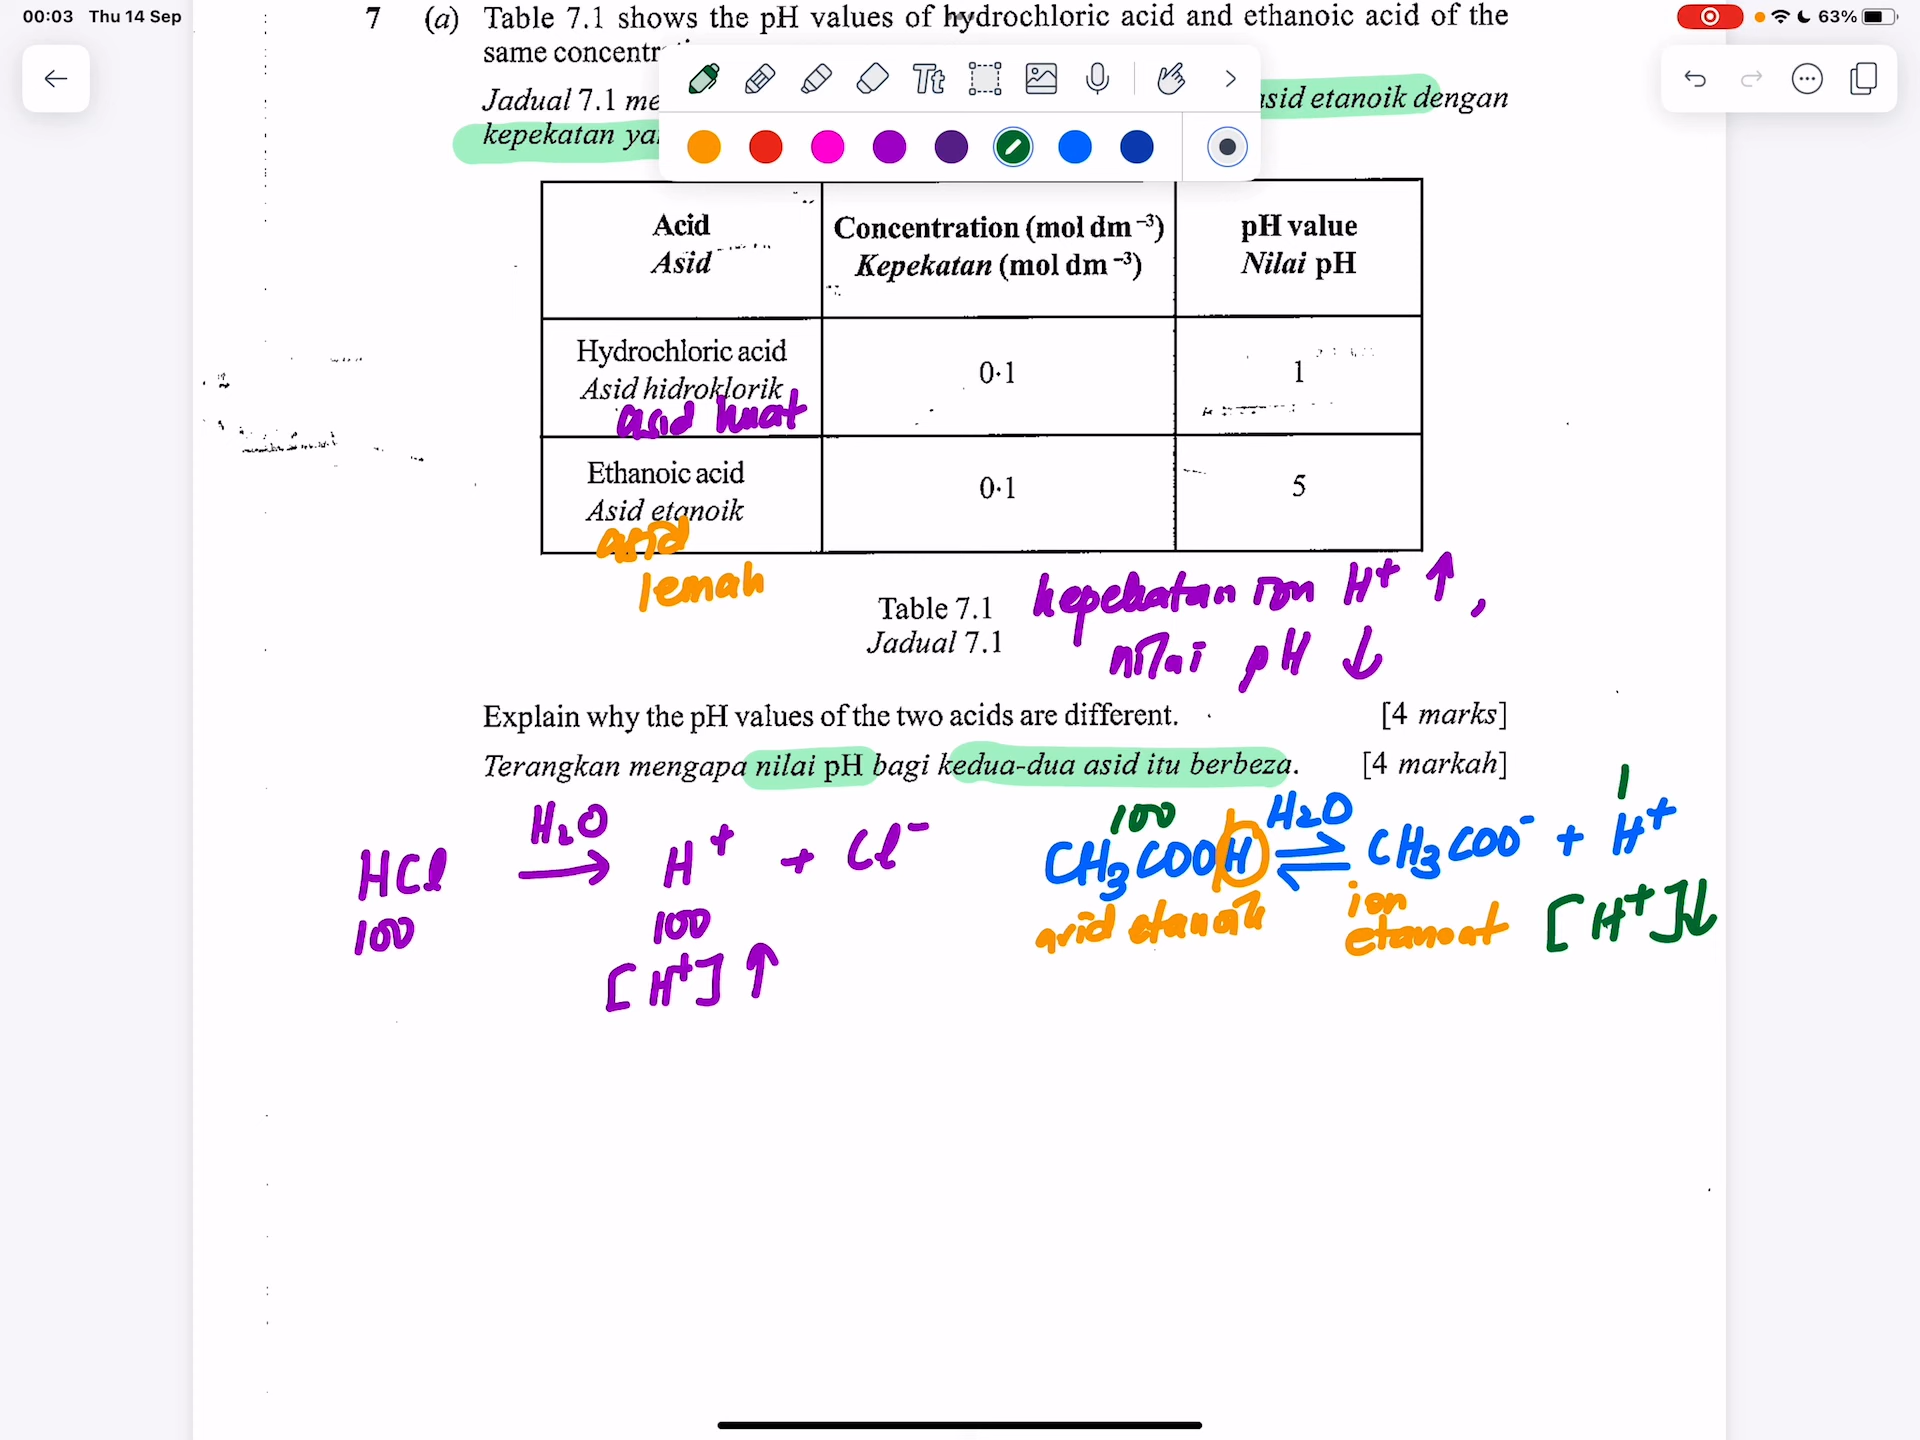 00:03 Thu 14 Sep
63%
7 (a) Table 7.1 shows the pH values of hydrochloric acid and ethanoic acid of the
same
Jadual 7.1
asid etanoik dengan
kepekatan
Tt
Acid
Asid
Concentration (mol dm⁻³)
Kepekatan (mol dm⁻³)
pH value
Nilai pH
Hydrochloric acid
Asid hidroklorik
asid kuat
0·1
1
Ethanoic acid
Asid etanoik
asid
lemah
0·1
5
Table 7.1
Jadual 7.1
kepekatan ion H⁺ ↑,
nilai pH ↓
Explain why the pH values of the two acids are different. [4 marks]
Terangkan mengapa nilai pH bagi kedua-dua asid itu berbeza. [4 markah]
H₂O
HCl → H⁺ + Cl⁻
100 100
[H⁺] ↑
100 H₂O 1
CH₃COOH ⇌ CH₃COO⁻ + H⁺
asid etanoik
ion
etanoat
[H⁺]↓